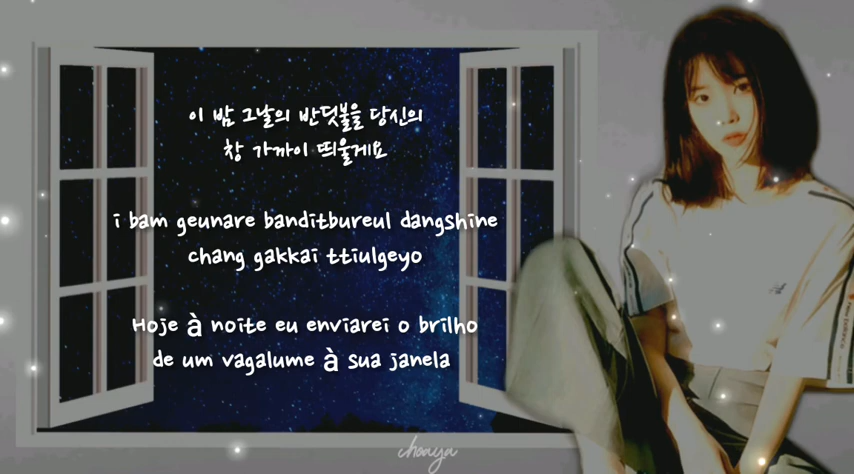 이 밤 그날의 반딧불을 당신의
창 가까이 띄울게요
i bam geunare banditbureul dangshine
chang gakkai ttiulgeyo
Hoje à noite eu enviarei o brilho
de um vagalume à sua janela
choaya